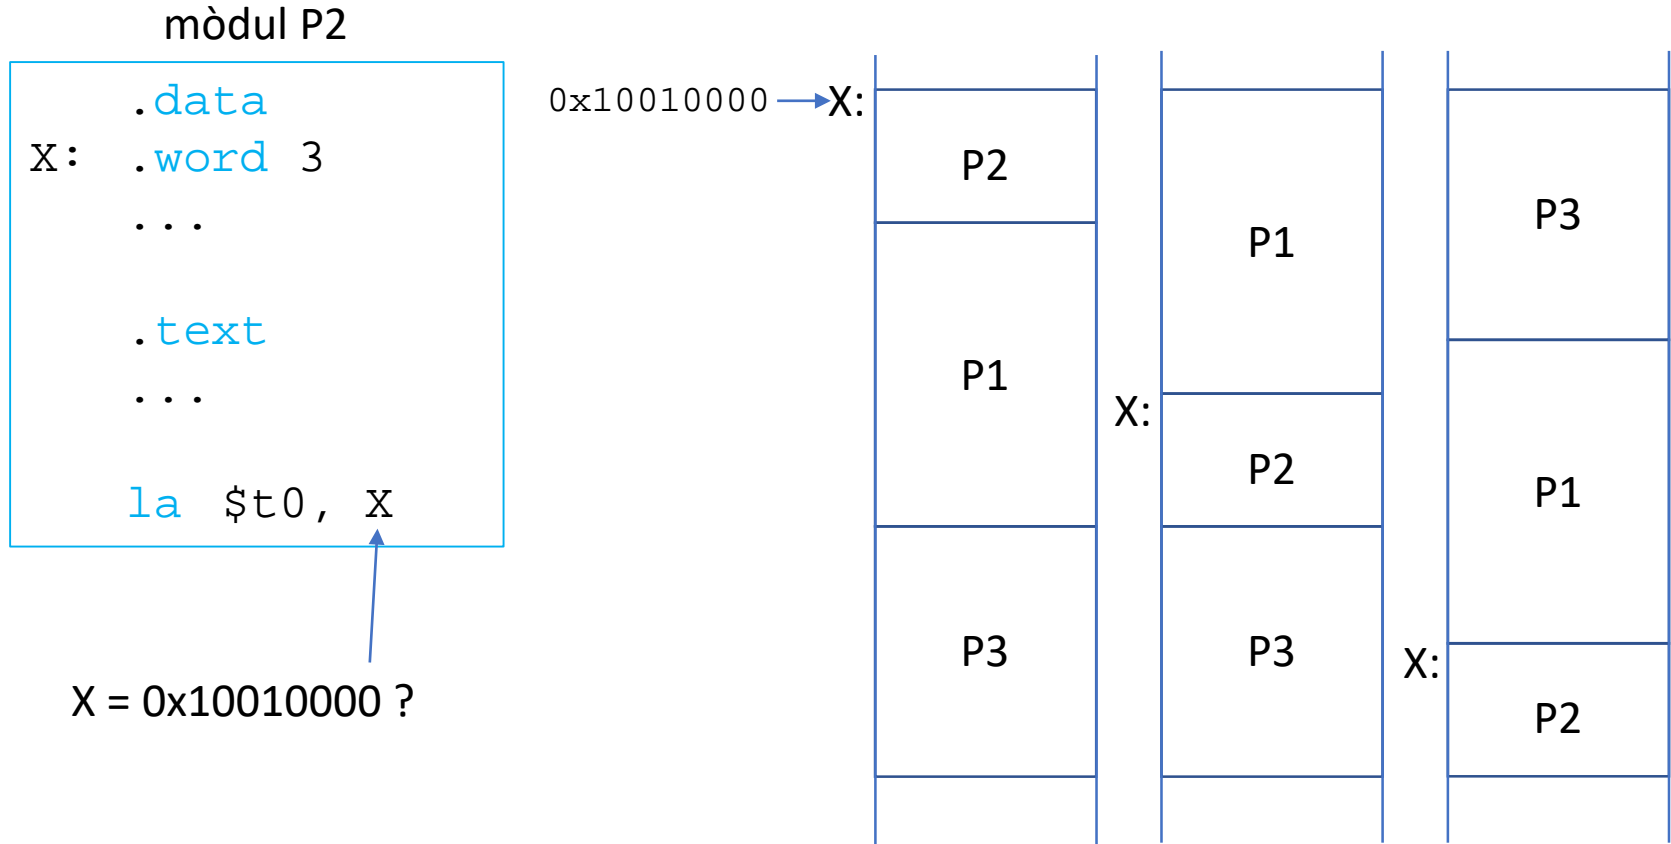 mòdul P2
.data
X: .word 3
...
.text
...
la $t0, X
X = 0x10010000 ?
0x10010000 X:
P2
P1
P3
X:
P1
P2
P3
X:
P3
P1
P2